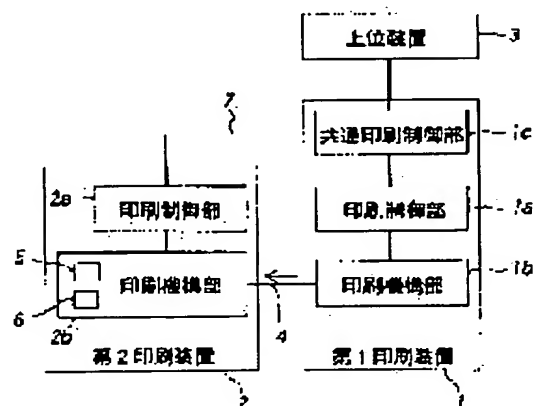 上位装置
3
7
共通印刷制御部
1c
2a
印刷制御部
印刷制御部
1a
5
印刷機構部
印刷機構部
1b
6
2b
4
第2印刷装置
第1印刷装置
2
1